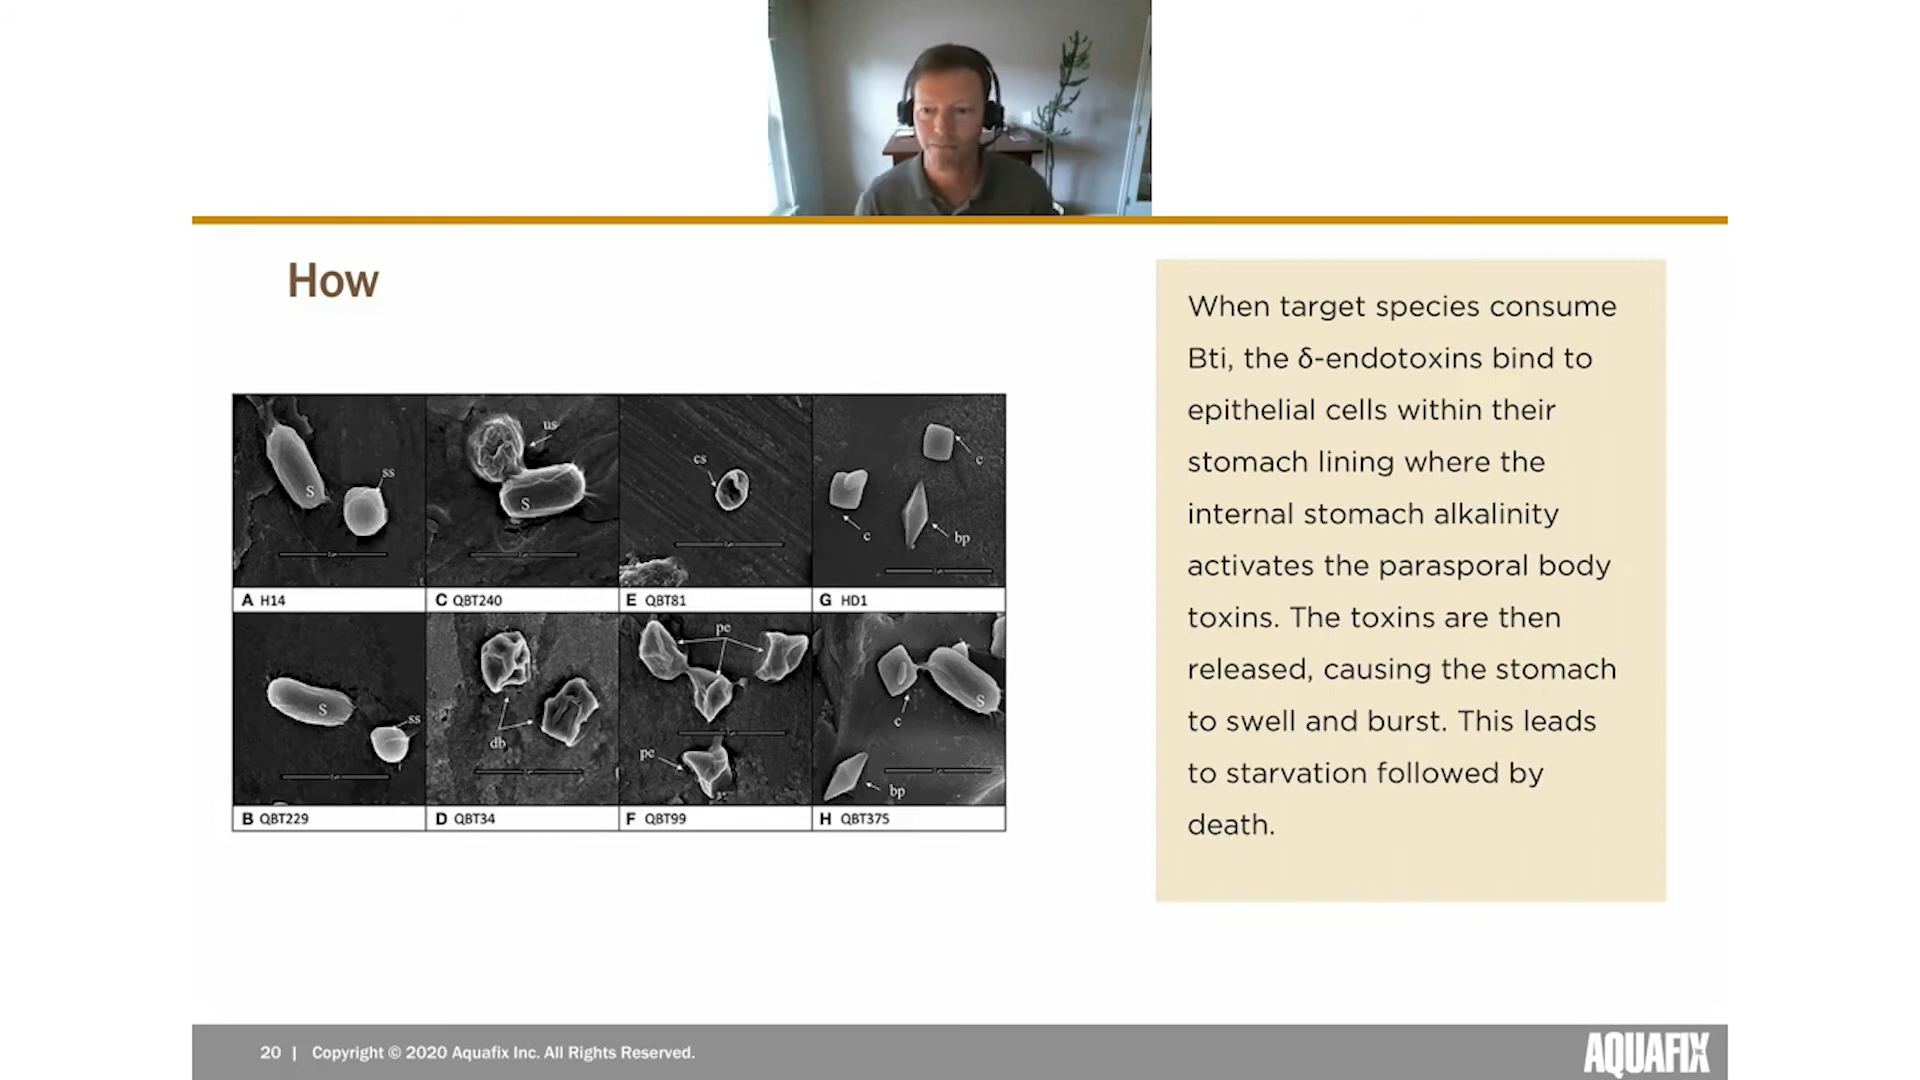 How
When target species consume
Bti, the δ-endotoxins bind to
epithelial cells within their
stomach lining where the
internal stomach alkalinity
activates the parasporal body
toxins. The toxins are then
released, causing the stomach
to swell and burst. This leads
to starvation followed by
death.
S ss
us S
cs
c c bp
A H14 C QBT240 E QBT81 G HD1
S ss
db
pc pc
c S bp
B QBT229 D QBT34 F QBT99 H QBT375
20 | Copyright © 2020 Aquafix Inc. All Rights Reserved.
AQUAFIX